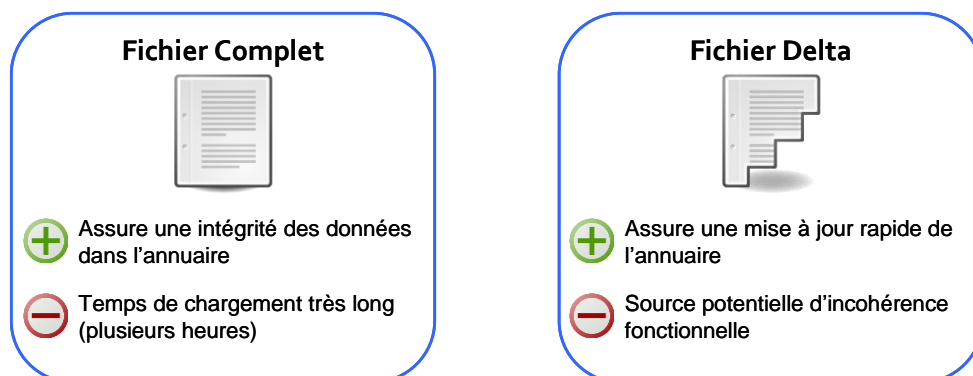 Fichier Complet
Assure une intégrité des données
dans l’annuaire
Temps de chargement très long
(plusieurs heures)
Fichier Delta
Assure une mise à jour rapide de
l’annuaire
Source potentielle d’incohérence
fonctionnelle